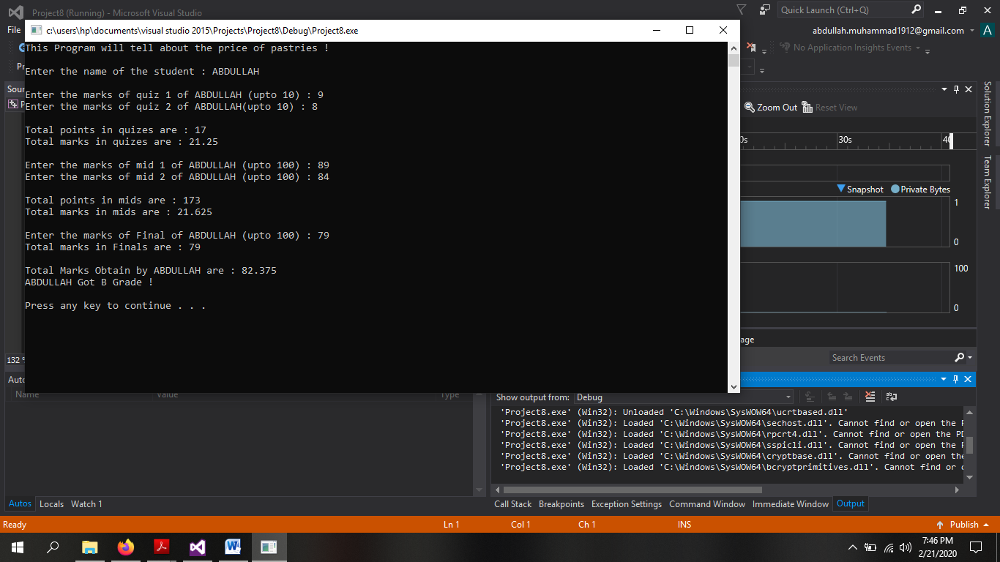 Project8 (Running) - Microsoft Visual Studio
Quick Launch (Ctrl+Q)
File
abdullah.muhammad1912@gmail.com
A
c:\users\hp\documents\visual studio 2015\Projects\Project8\Debug\Project8.exe
No Application Insights Events
This Program will tell about the price of pastries !
Enter the name of the student : ABDULLAH
Enter the marks of quiz 1 of ABDULLAH (upto 10) : 9
Enter the marks of quiz 2 of ABDULLAH(upto 10) : 8
Total points in quizes are : 17
Total marks in quizes are : 21.25
Enter the marks of mid 1 of ABDULLAH (upto 100) : 89
Enter the marks of mid 2 of ABDULLAH (upto 100) : 84
Total points in mids are : 173
Total marks in mids are : 21.625
Enter the marks of Final of ABDULLAH (upto 100) : 79
Total marks in Finals are : 79
Total Marks Obtain by ABDULLAH are : 82.375
ABDULLAH Got B Grade !
Press any key to continue . . .
Zoom Out
Reset View
0s
30s
40
Snapshot
Private Bytes
1
0
100
0
Solution Explorer
Team Explorer
Search Events
132 %
Name
Value
Type
Show output from:
Debug
'Project8.exe' (Win32): Unloaded 'C:\Windows\SysWOW64\ucrtbased.dll'
'Project8.exe' (Win32): Loaded 'C:\Windows\SysWOW64\sechost.dll'. Cannot find or open the P
'Project8.exe' (Win32): Loaded 'C:\Windows\SysWOW64\rpcrt4.dll'. Cannot find or open the PD
'Project8.exe' (Win32): Loaded 'C:\Windows\SysWOW64\sspicli.dll'. Cannot find or open the P
'Project8.exe' (Win32): Loaded 'C:\Windows\SysWOW64\cryptbase.dll'. Cannot find or open the
'Project8.exe' (Win32): Loaded 'C:\Windows\SysWOW64\bcryptprimitives.dll'. Cannot find or o
Autos
Locals
Watch 1
Call Stack
Breakpoints
Exception Settings
Command Window
Immediate Window
Output
Ready
Ln 1
Col 1
Ch 1
INS
Publish
7:46 PM
2/21/2020